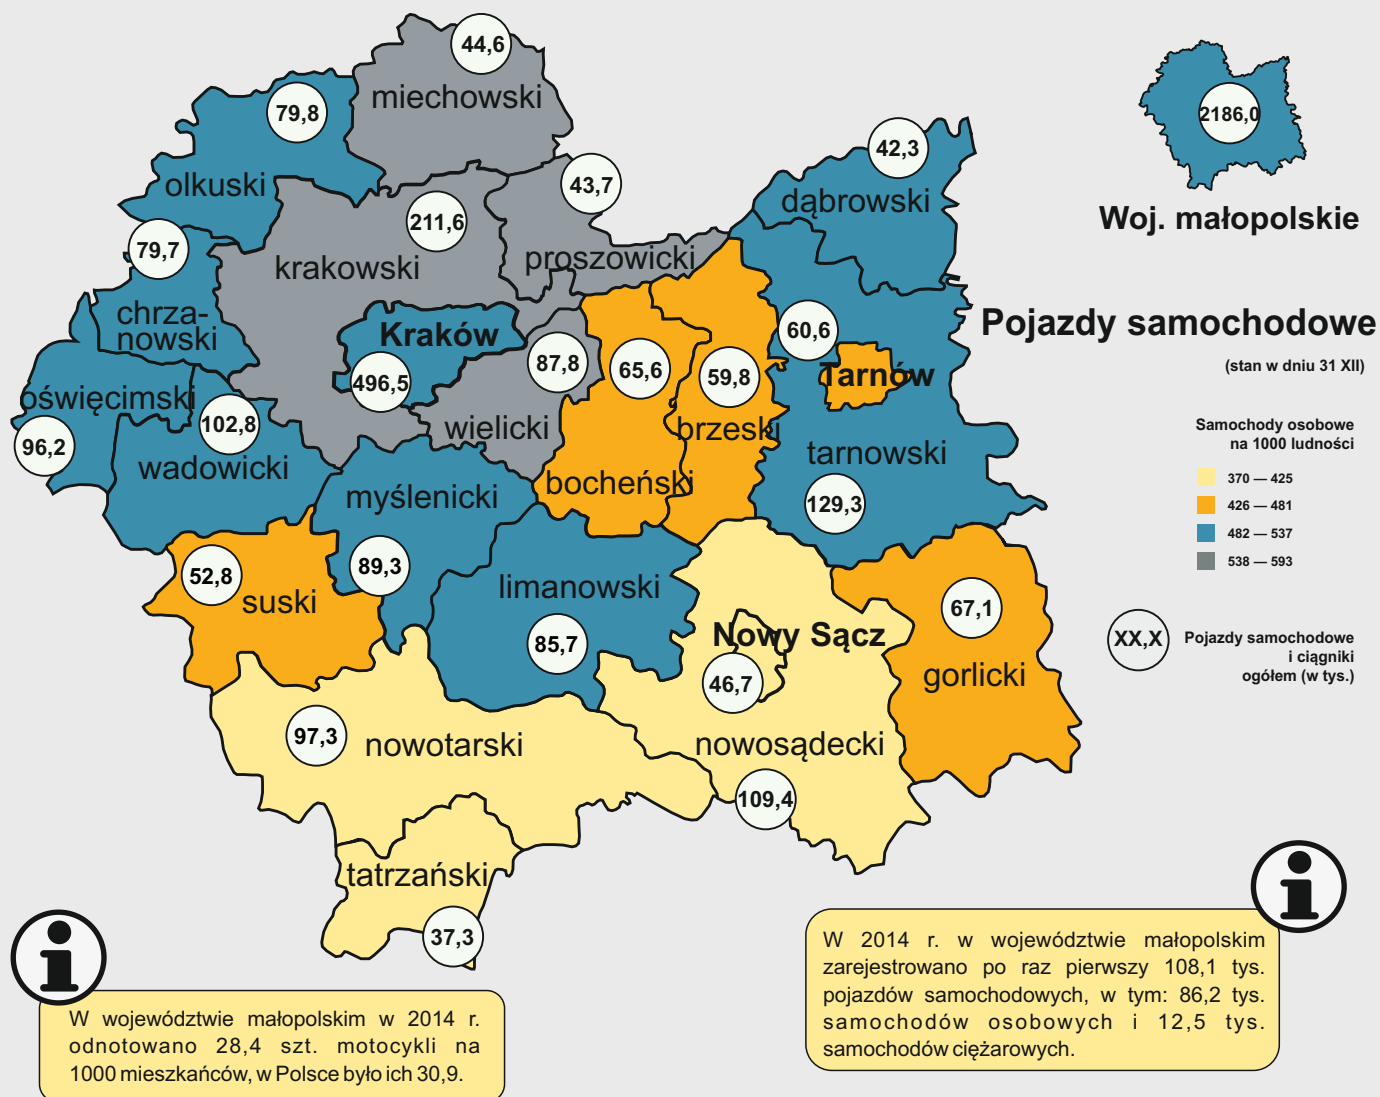 44,6
miechowski
79,8
olkuski
2186,0
Woj. małopolskie
42,3
dąbrowski
43,7
proszowicki
211,6
krakowski
79,7
chrza-
nowski
Kraków
496,5
87,8
wielicki
65,6
bocheński
59,8
brzeski
60,6
Tarnów
tarnowski
129,3
Pojazdy samochodowe
(stan w dniu 31 XII)
Samochody osobowe
na 1000 ludności
370 — 425
426 — 481
482 — 537
538 — 593
XX,X
Pojazdy samochodowe
i ciągniki
ogółem (w tys.)
oświęcimski
96,2
102,8
wadowicki
myślenicki
89,3
52,8
suski
limanowski
85,7
Nowy Sącz
46,7
nowosądecki
109,4
67,1
gorlicki
97,3
nowotarski
tatrzański
37,3
W województwie małopolskim w 2014 r.
odnotowano 28,4 szt. motocykli na
1000 mieszkańców, w Polsce było ich 30,9.
W 2014 r. w województwie małopolskim
zarejestrowano po raz pierwszy 108,1 tys.
pojazdów samochodowych, w tym: 86,2 tys.
samochodów osobowych i 12,5 tys.
samochodów ciężarowych.